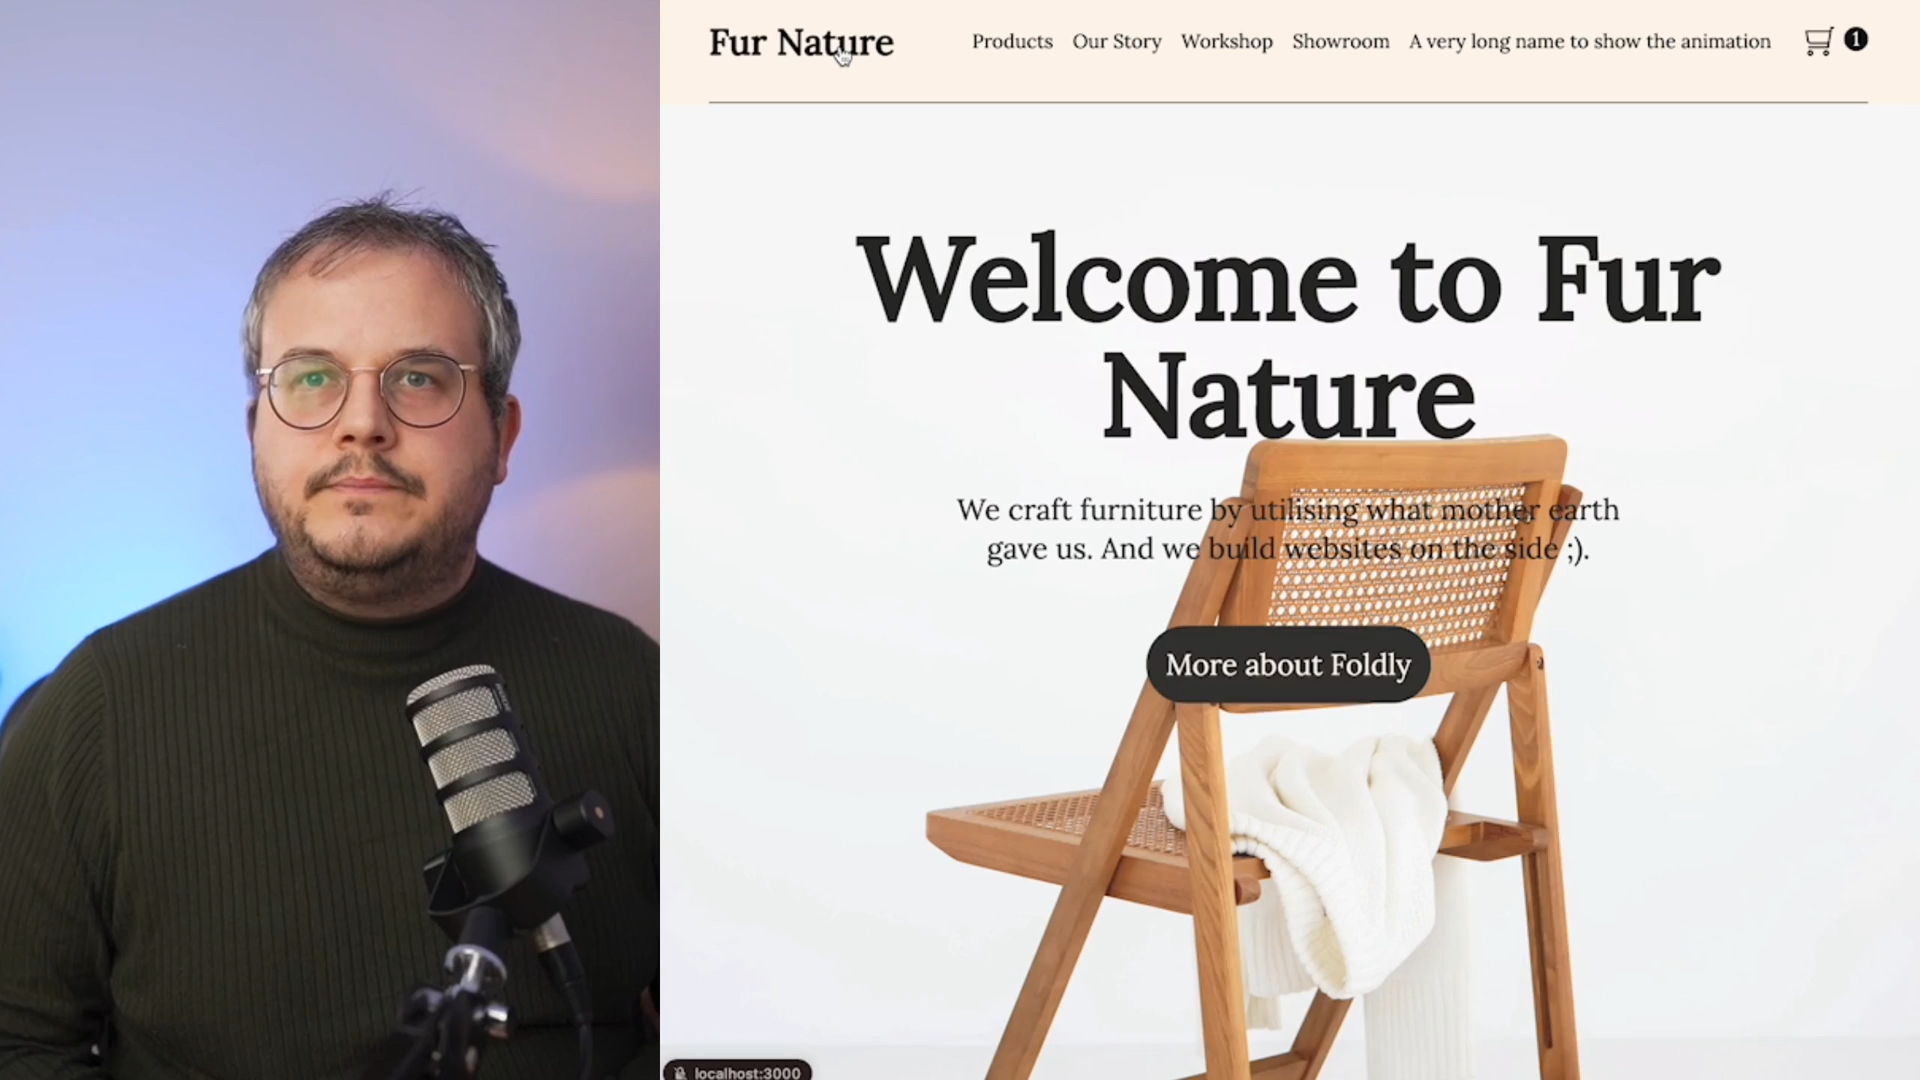 Fur Nature
Products Our Story Workshop Showroom A very long name to show the animation 1
Welcome to Fur
Nature
We craft furniture by utilising what mother earth
gave us. And we build websites on the side ;).
More about Foldly
localhost:3000